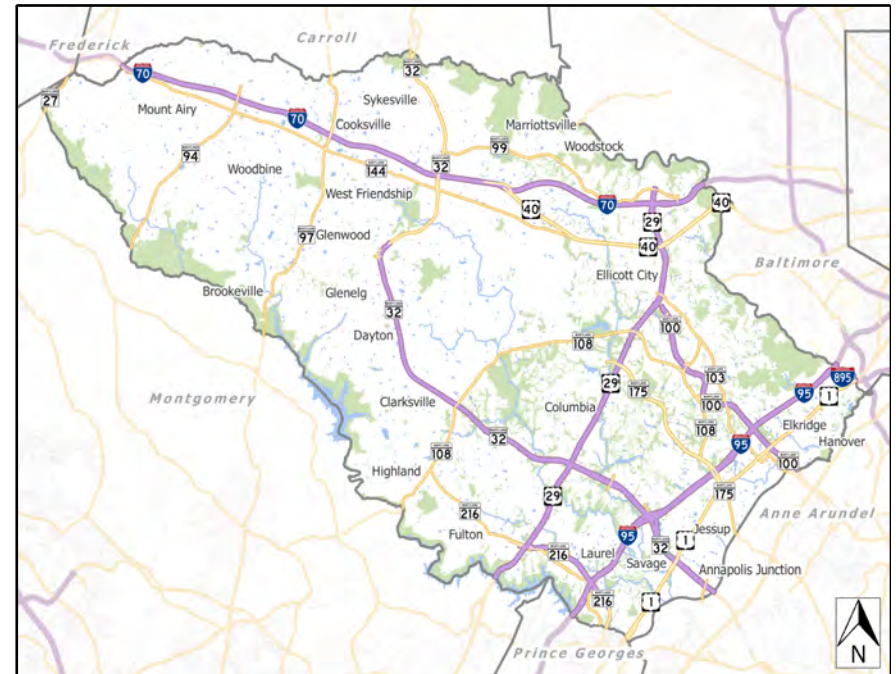 Carroll
Frederick
32
70
27
Mount Airy
Sykesville
70
Cooksville
Marriottsville
94
99
Woodstock
Woodbine
144
32
West Friendship
40
70
40
29
97
Glenwood
40
Baltimore
Ellicott City
Brookeville
Glenelg
32
Dayton
100
108
103
895
29
175
95
Montgomery
Clarksville
Columbia
100
1
Elkridge
108
32
108
95
Hanover
100
Highland
29
175
216
Anne Arundel
Fulton
Jessup
95
1
216
Laurel
32
Savage
Annapolis Junction
216
1
N
Prince Georges